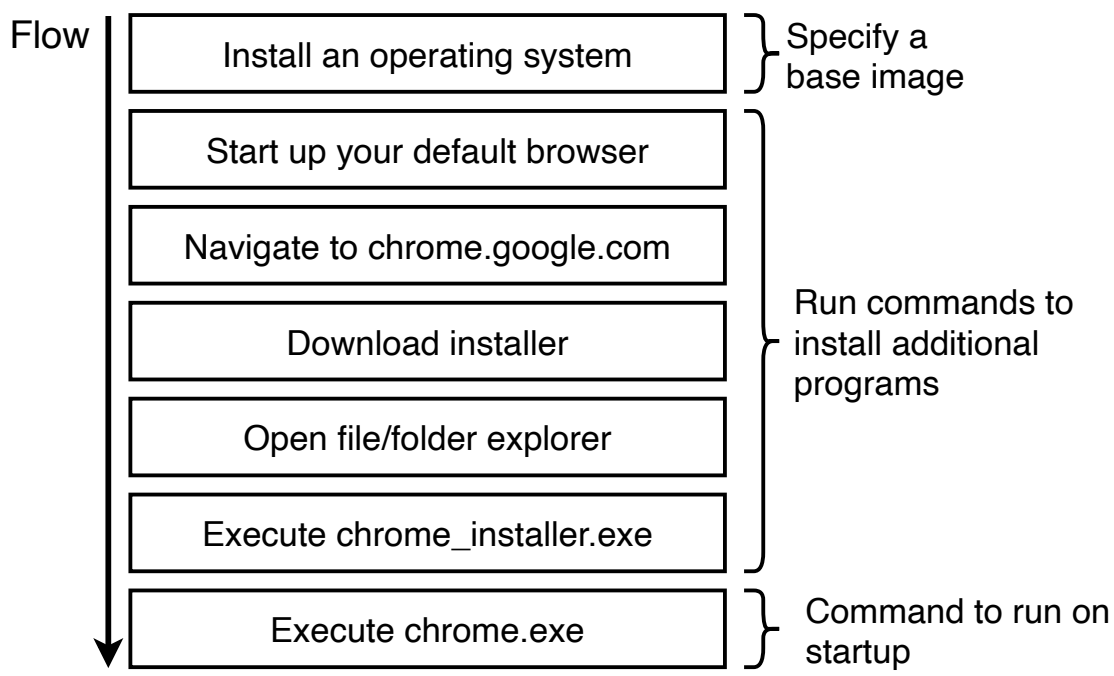 Flow
Install an operating system
Specify a
base image
Start up your default browser
Navigate to chrome.google.com
Download installer
Open file/folder explorer
Execute chrome_installer.exe
Run commands to
install additional
programs
Execute chrome.exe
Command to run on
startup